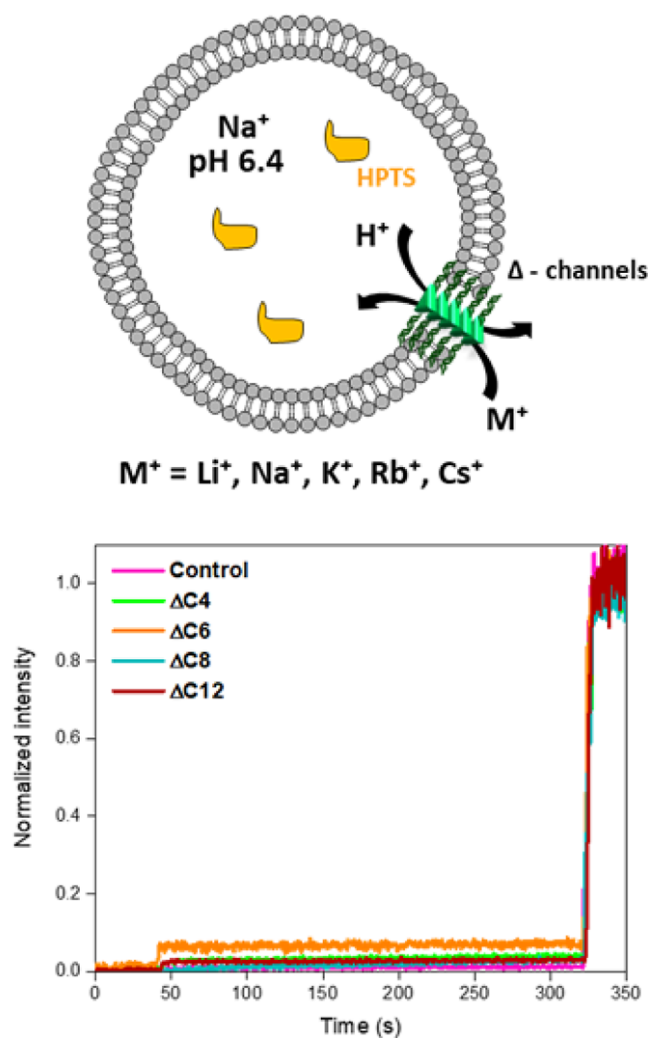 Na⁺
pH 6.4
HPTS
H⁺
Δ - channels
M⁺
M⁺ = Li⁺, Na⁺, K⁺, Rb⁺, Cs⁺
Control
ΔC4
ΔC6
ΔC8
ΔC12
Normalized intensity
1.0
0.8
0.6
0.4
0.2
0.0
0 50 100 150 200 250 300 350
Time (s)